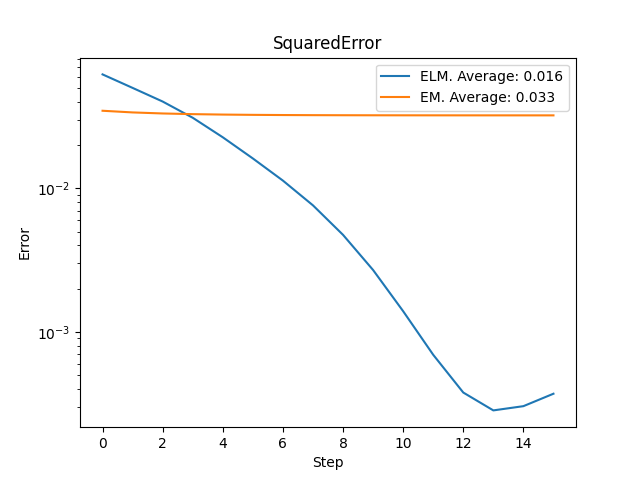 SquaredError
ELM. Average: 0.016
EM. Average: 0.033
10⁻²
10⁻³
Error
0 2 4 6 8 10 12 14
Step